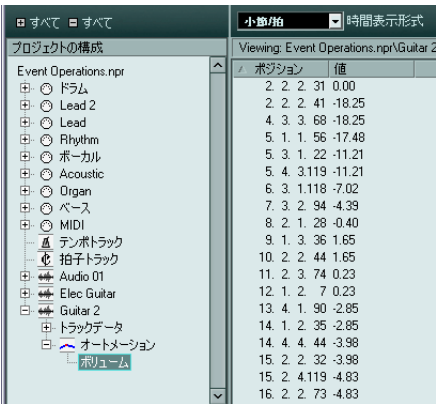 すべて すべて
小節/拍 時間表示形式
プロジェクトの構成
Viewing: Event Operations.npr\Guitar 2
Event Operations.npr
ドラム
Lead 2
Lead
Rhythm
ボーカル
Acoustic
Organ
ベース
MIDI
テンポトラック
拍子トラック
Audio 01
Elec Guitar
Guitar 2
トラックデータ
オートメーション
ボリューム
ポジション 値
2. 2. 2. 31 0.00
2. 2. 2. 41 -18.25
4. 3. 3. 68 -18.25
5. 1. 1. 56 -17.48
5. 3. 1. 22 -11.21
5. 4. 3.119 -11.21
6. 3. 1.118 -7.02
7. 3. 2. 94 -4.39
8. 2. 1. 28 -0.40
9. 1. 3. 36 1.65
10. 2. 2. 44 1.65
11. 2. 3. 74 0.23
12. 1. 2. 7 0.23
13. 4. 1. 90 -2.85
14. 1. 2. 35 -2.85
14. 4. 4. 44 -3.98
15. 2. 2. 32 -3.98
15. 2. 4.119 -4.83
16. 2. 2. 73 -4.83